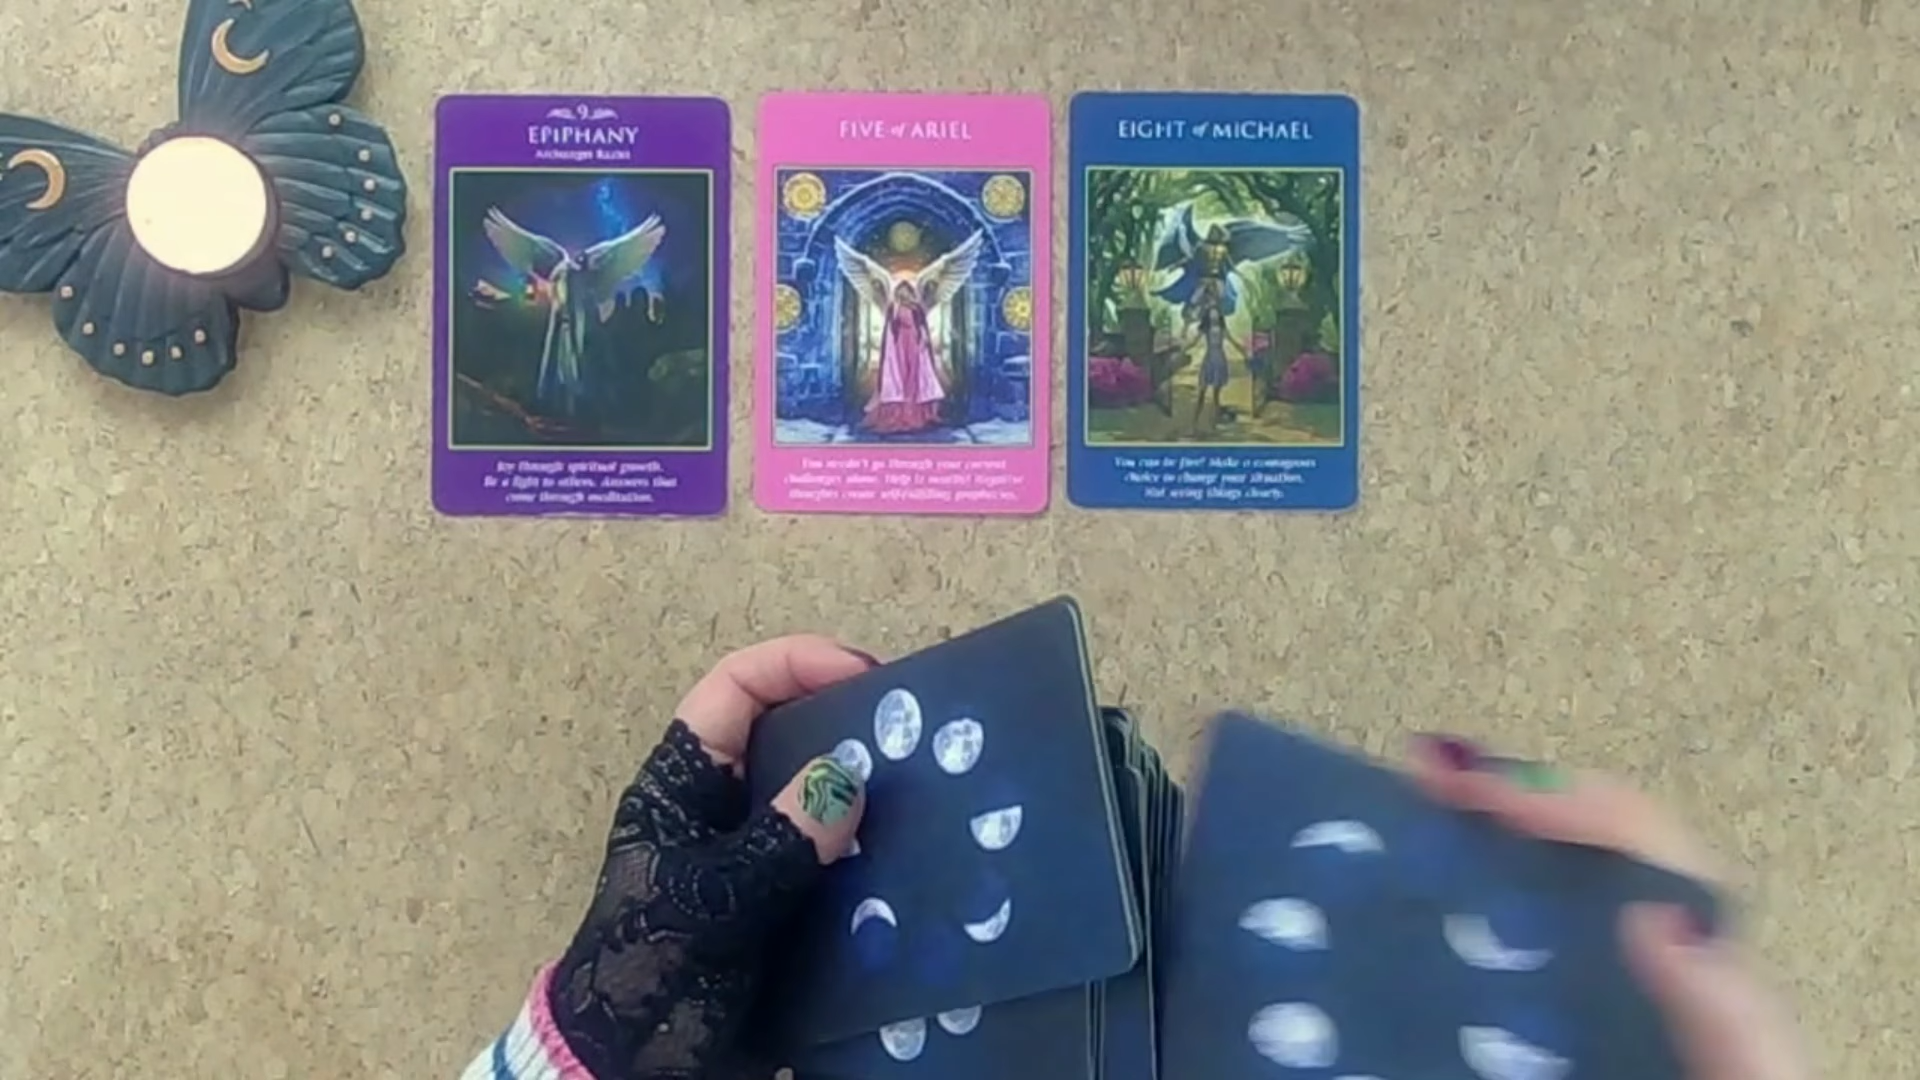 9
EPIPHANY
Archangel Raziel
Joy through spiritual growth.
Be a light to others. Answers that
come through meditation.
FIVE of ARIEL
You needn't go through your current
challenges alone. Help is nearby! Negative
thoughts create self-fulfilling prophecies.
EIGHT of MICHAEL
You can be free! Make a courageous
choice to change your situation.
Not seeing things clearly.